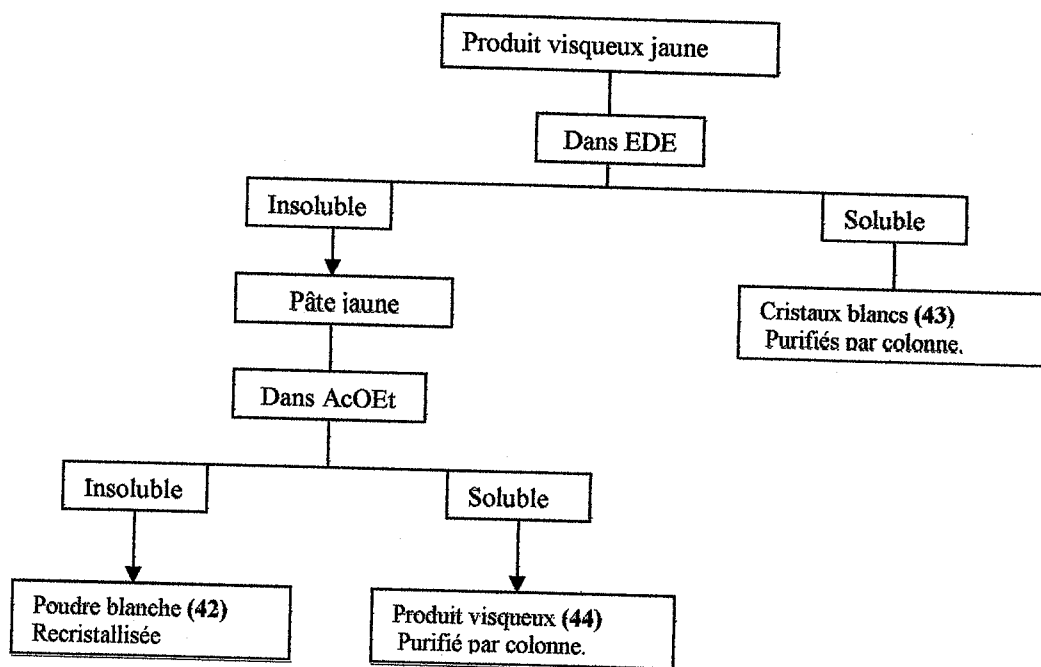 Produit visqueux jaune
Dans EDE
Insoluble
Soluble
Pâte jaune
Cristaux blancs (43)
Purifiés par colonne.
Dans AcOEt
Insoluble
Soluble
Poudre blanche (42)
Recristallisée
Produit visqueux (44)
Purifié par colonne.